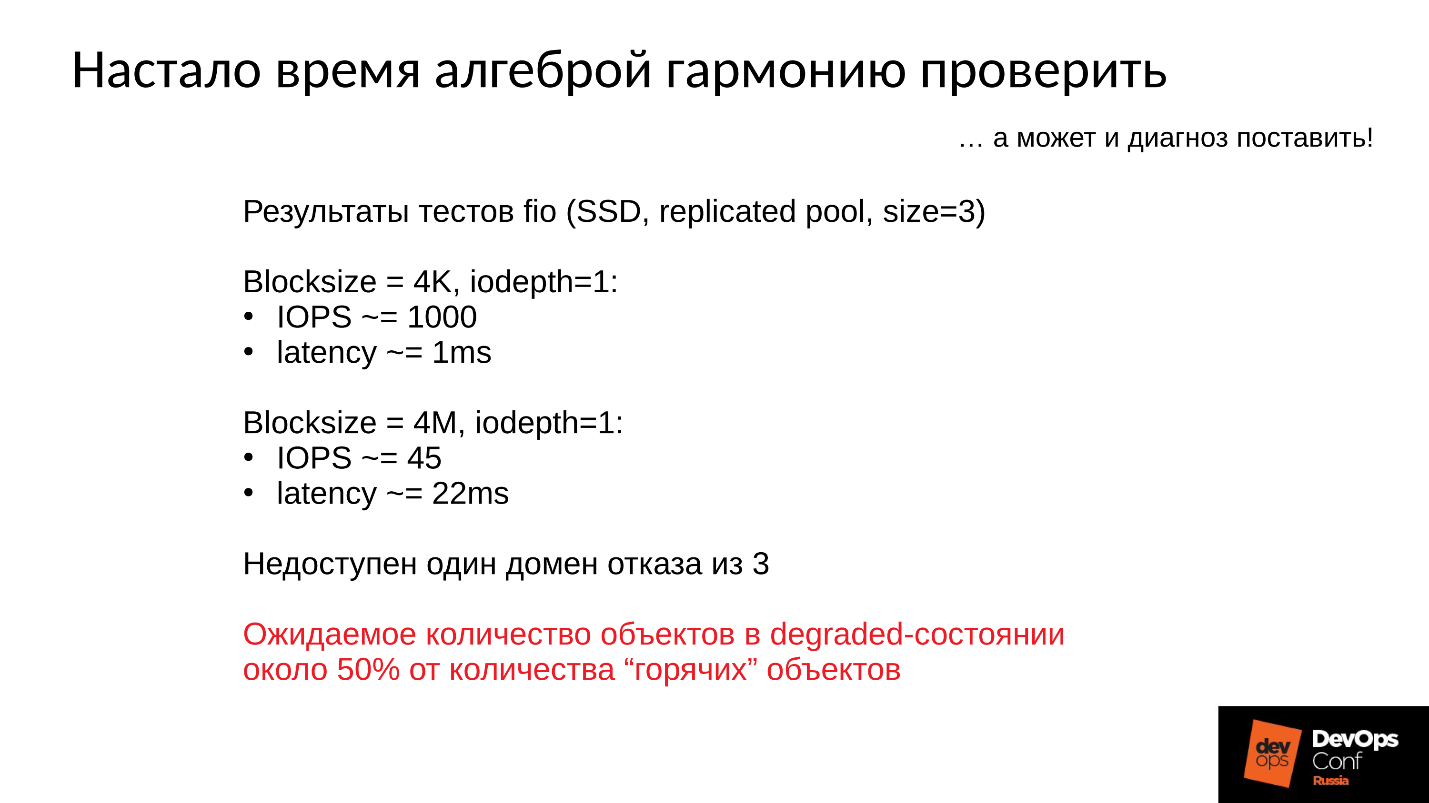 Настало время алгеброй гармонию проверить
… а может и диагноз поставить!
Результаты тестов fio (SSD, replicated pool, size=3)
Blocksize = 4K, iodepth=1:
• IOPS ~= 1000
• latency ~= 1ms
Blocksize = 4M, iodepth=1:
• IOPS ~= 45
• latency ~= 22ms
Недоступен один домен отказа из 3
Ожидаемое количество объектов в degraded-состоянии
около 50% от количества “горячих” объектов
dev
ops
DevOps
Conf
Russia